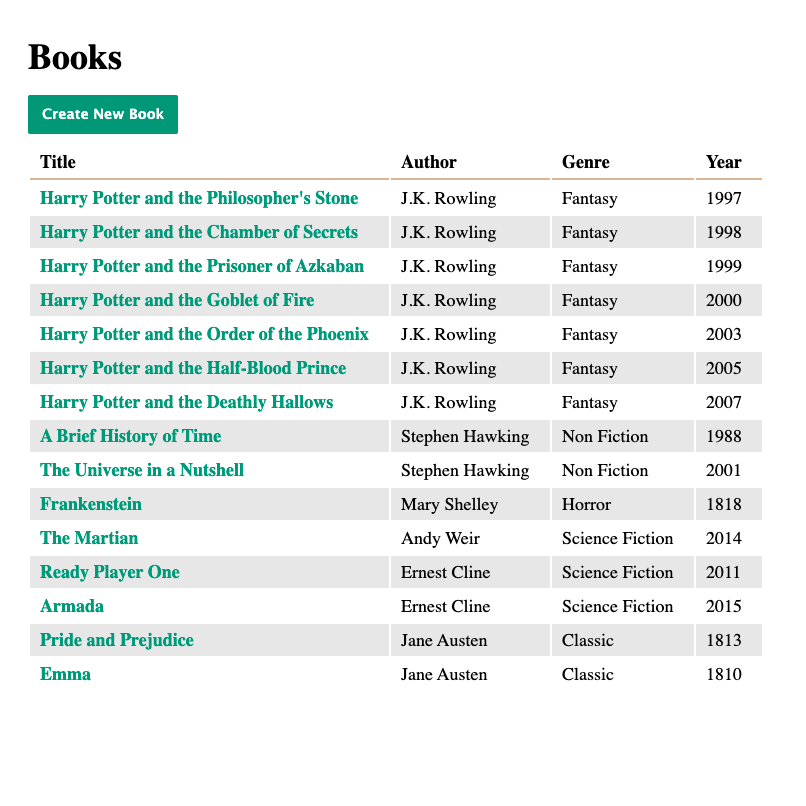 Books
Create New Book
Title Author Genre Year
Harry Potter and the Philosopher's Stone J.K. Rowling Fantasy 1997
Harry Potter and the Chamber of Secrets J.K. Rowling Fantasy 1998
Harry Potter and the Prisoner of Azkaban J.K. Rowling Fantasy 1999
Harry Potter and the Goblet of Fire J.K. Rowling Fantasy 2000
Harry Potter and the Order of the Phoenix J.K. Rowling Fantasy 2003
Harry Potter and the Half-Blood Prince J.K. Rowling Fantasy 2005
Harry Potter and the Deathly Hallows J.K. Rowling Fantasy 2007
A Brief History of Time Stephen Hawking Non Fiction 1988
The Universe in a Nutshell Stephen Hawking Non Fiction 2001
Frankenstein Mary Shelley Horror 1818
The Martian Andy Weir Science Fiction 2014
Ready Player One Ernest Cline Science Fiction 2011
Armada Ernest Cline Science Fiction 2015
Pride and Prejudice Jane Austen Classic 1813
Emma Jane Austen Classic 1810